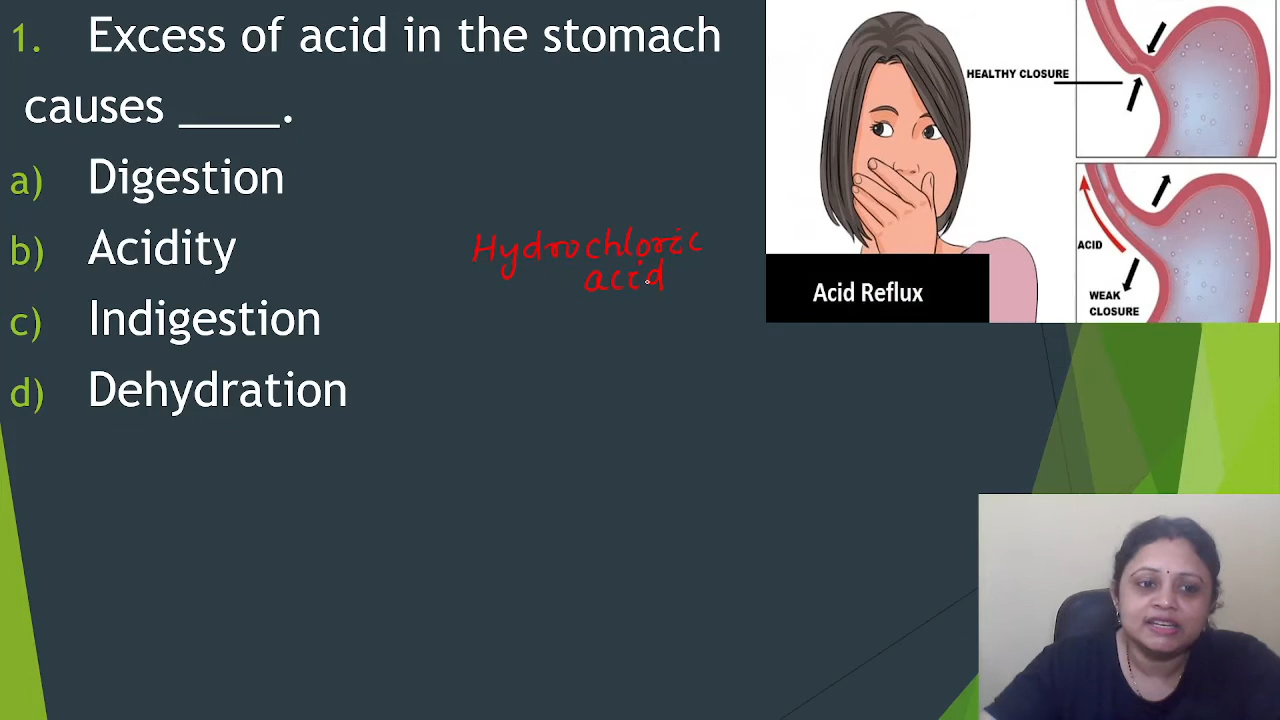 1. Excess of acid in the stomach
causes ____.
a) Digestion
b) Acidity
c) Indigestion
d) Dehydration
Hydrochloric
acid
HEALTHY CLOSURE
ACID
WEAK
CLOSURE
Acid Reflux